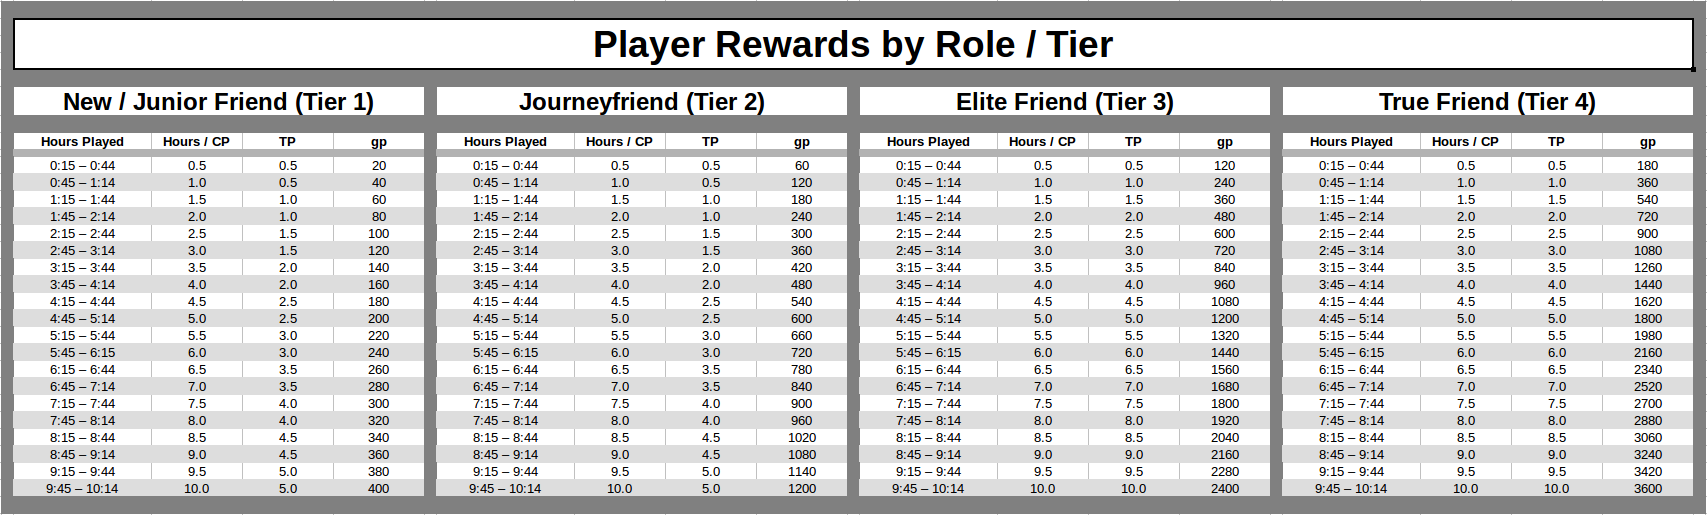 Player Rewards by Role / Tier
New / Junior Friend (Tier 1) Journeyfriend (Tier 2) Elite Friend (Tier 3) True Friend (Tier 4)
Hours Played Hours / CP TP gp Hours Played Hours / CP TP gp Hours Played Hours / CP TP gp Hours Played Hours / CP TP gp
0:15 – 0:44 0.5 0.5 20 0:15 – 0:44 0.5 0.5 60 0:15 – 0:44 0.5 0.5 120 0:15 – 0:44 0.5 0.5 180
0:45 – 1:14 1.0 0.5 40 0:45 – 1:14 1.0 0.5 120 0:45 – 1:14 1.0 1.0 240 0:45 – 1:14 1.0 1.0 360
1:15 – 1:44 1.5 1.0 60 1:15 – 1:44 1.5 1.0 180 1:15 – 1:44 1.5 1.5 360 1:15 – 1:44 1.5 1.5 540
1:45 – 2:14 2.0 1.0 80 1:45 – 2:14 2.0 1.0 240 1:45 – 2:14 2.0 2.0 480 1:45 – 2:14 2.0 2.0 720
2:15 – 2:44 2.5 1.5 100 2:15 – 2:44 2.5 1.5 300 2:15 – 2:44 2.5 2.5 600 2:15 – 2:44 2.5 2.5 900
2:45 – 3:14 3.0 1.5 120 2:45 – 3:14 3.0 1.5 360 2:45 – 3:14 3.0 3.0 720 2:45 – 3:14 3.0 3.0 1080
3:15 – 3:44 3.5 2.0 140 3:15 – 3:44 3.5 2.0 420 3:15 – 3:44 3.5 3.5 840 3:15 – 3:44 3.5 3.5 1260
3:45 – 4:14 4.0 2.0 160 3:45 – 4:14 4.0 2.0 480 3:45 – 4:14 4.0 4.0 960 3:45 – 4:14 4.0 4.0 1440
4:15 – 4:44 4.5 2.5 180 4:15 – 4:44 4.5 2.5 540 4:15 – 4:44 4.5 4.5 1080 4:15 – 4:44 4.5 4.5 1620
4:45 – 5:14 5.0 2.5 200 4:45 – 5:14 5.0 2.5 600 4:45 – 5:14 5.0 5.0 1200 4:45 – 5:14 5.0 5.0 1800
5:15 – 5:44 5.5 3.0 220 5:15 – 5:44 5.5 3.0 660 5:15 – 5:44 5.5 5.5 1320 5:15 – 5:44 5.5 5.5 1980
5:45 – 6:15 6.0 3.0 240 5:45 – 6:15 6.0 3.0 720 5:45 – 6:15 6.0 6.0 1440 5:45 – 6:15 6.0 6.0 2160
6:15 – 6:44 6.5 3.5 260 6:15 – 6:44 6.5 3.5 780 6:15 – 6:44 6.5 6.5 1560 6:15 – 6:44 6.5 6.5 2340
6:45 – 7:14 7.0 3.5 280 6:45 – 7:14 7.0 3.5 840 6:45 – 7:14 7.0 7.0 1680 6:45 – 7:14 7.0 7.0 2520
7:15 – 7:44 7.5 4.0 300 7:15 – 7:44 7.5 4.0 900 7:15 – 7:44 7.5 7.5 1800 7:15 – 7:44 7.5 7.5 2700
7:45 – 8:14 8.0 4.0 320 7:45 – 8:14 8.0 4.0 960 7:45 – 8:14 8.0 8.0 1920 7:45 – 8:14 8.0 8.0 2880
8:15 – 8:44 8.5 4.5 340 8:15 – 8:44 8.5 4.5 1020 8:15 – 8:44 8.5 8.5 2040 8:15 – 8:44 8.5 8.5 3060
8:45 – 9:14 9.0 4.5 360 8:45 – 9:14 9.0 4.5 1080 8:45 – 9:14 9.0 9.0 2160 8:45 – 9:14 9.0 9.0 3240
9:15 – 9:44 9.5 5.0 380 9:15 – 9:44 9.5 5.0 1140 9:15 – 9:44 9.5 9.5 2280 9:15 – 9:44 9.5 9.5 3420
9:45 – 10:14 10.0 5.0 400 9:45 – 10:14 10.0 5.0 1200 9:45 – 10:14 10.0 10.0 2400 9:45 – 10:14 10.0 10.0 3600